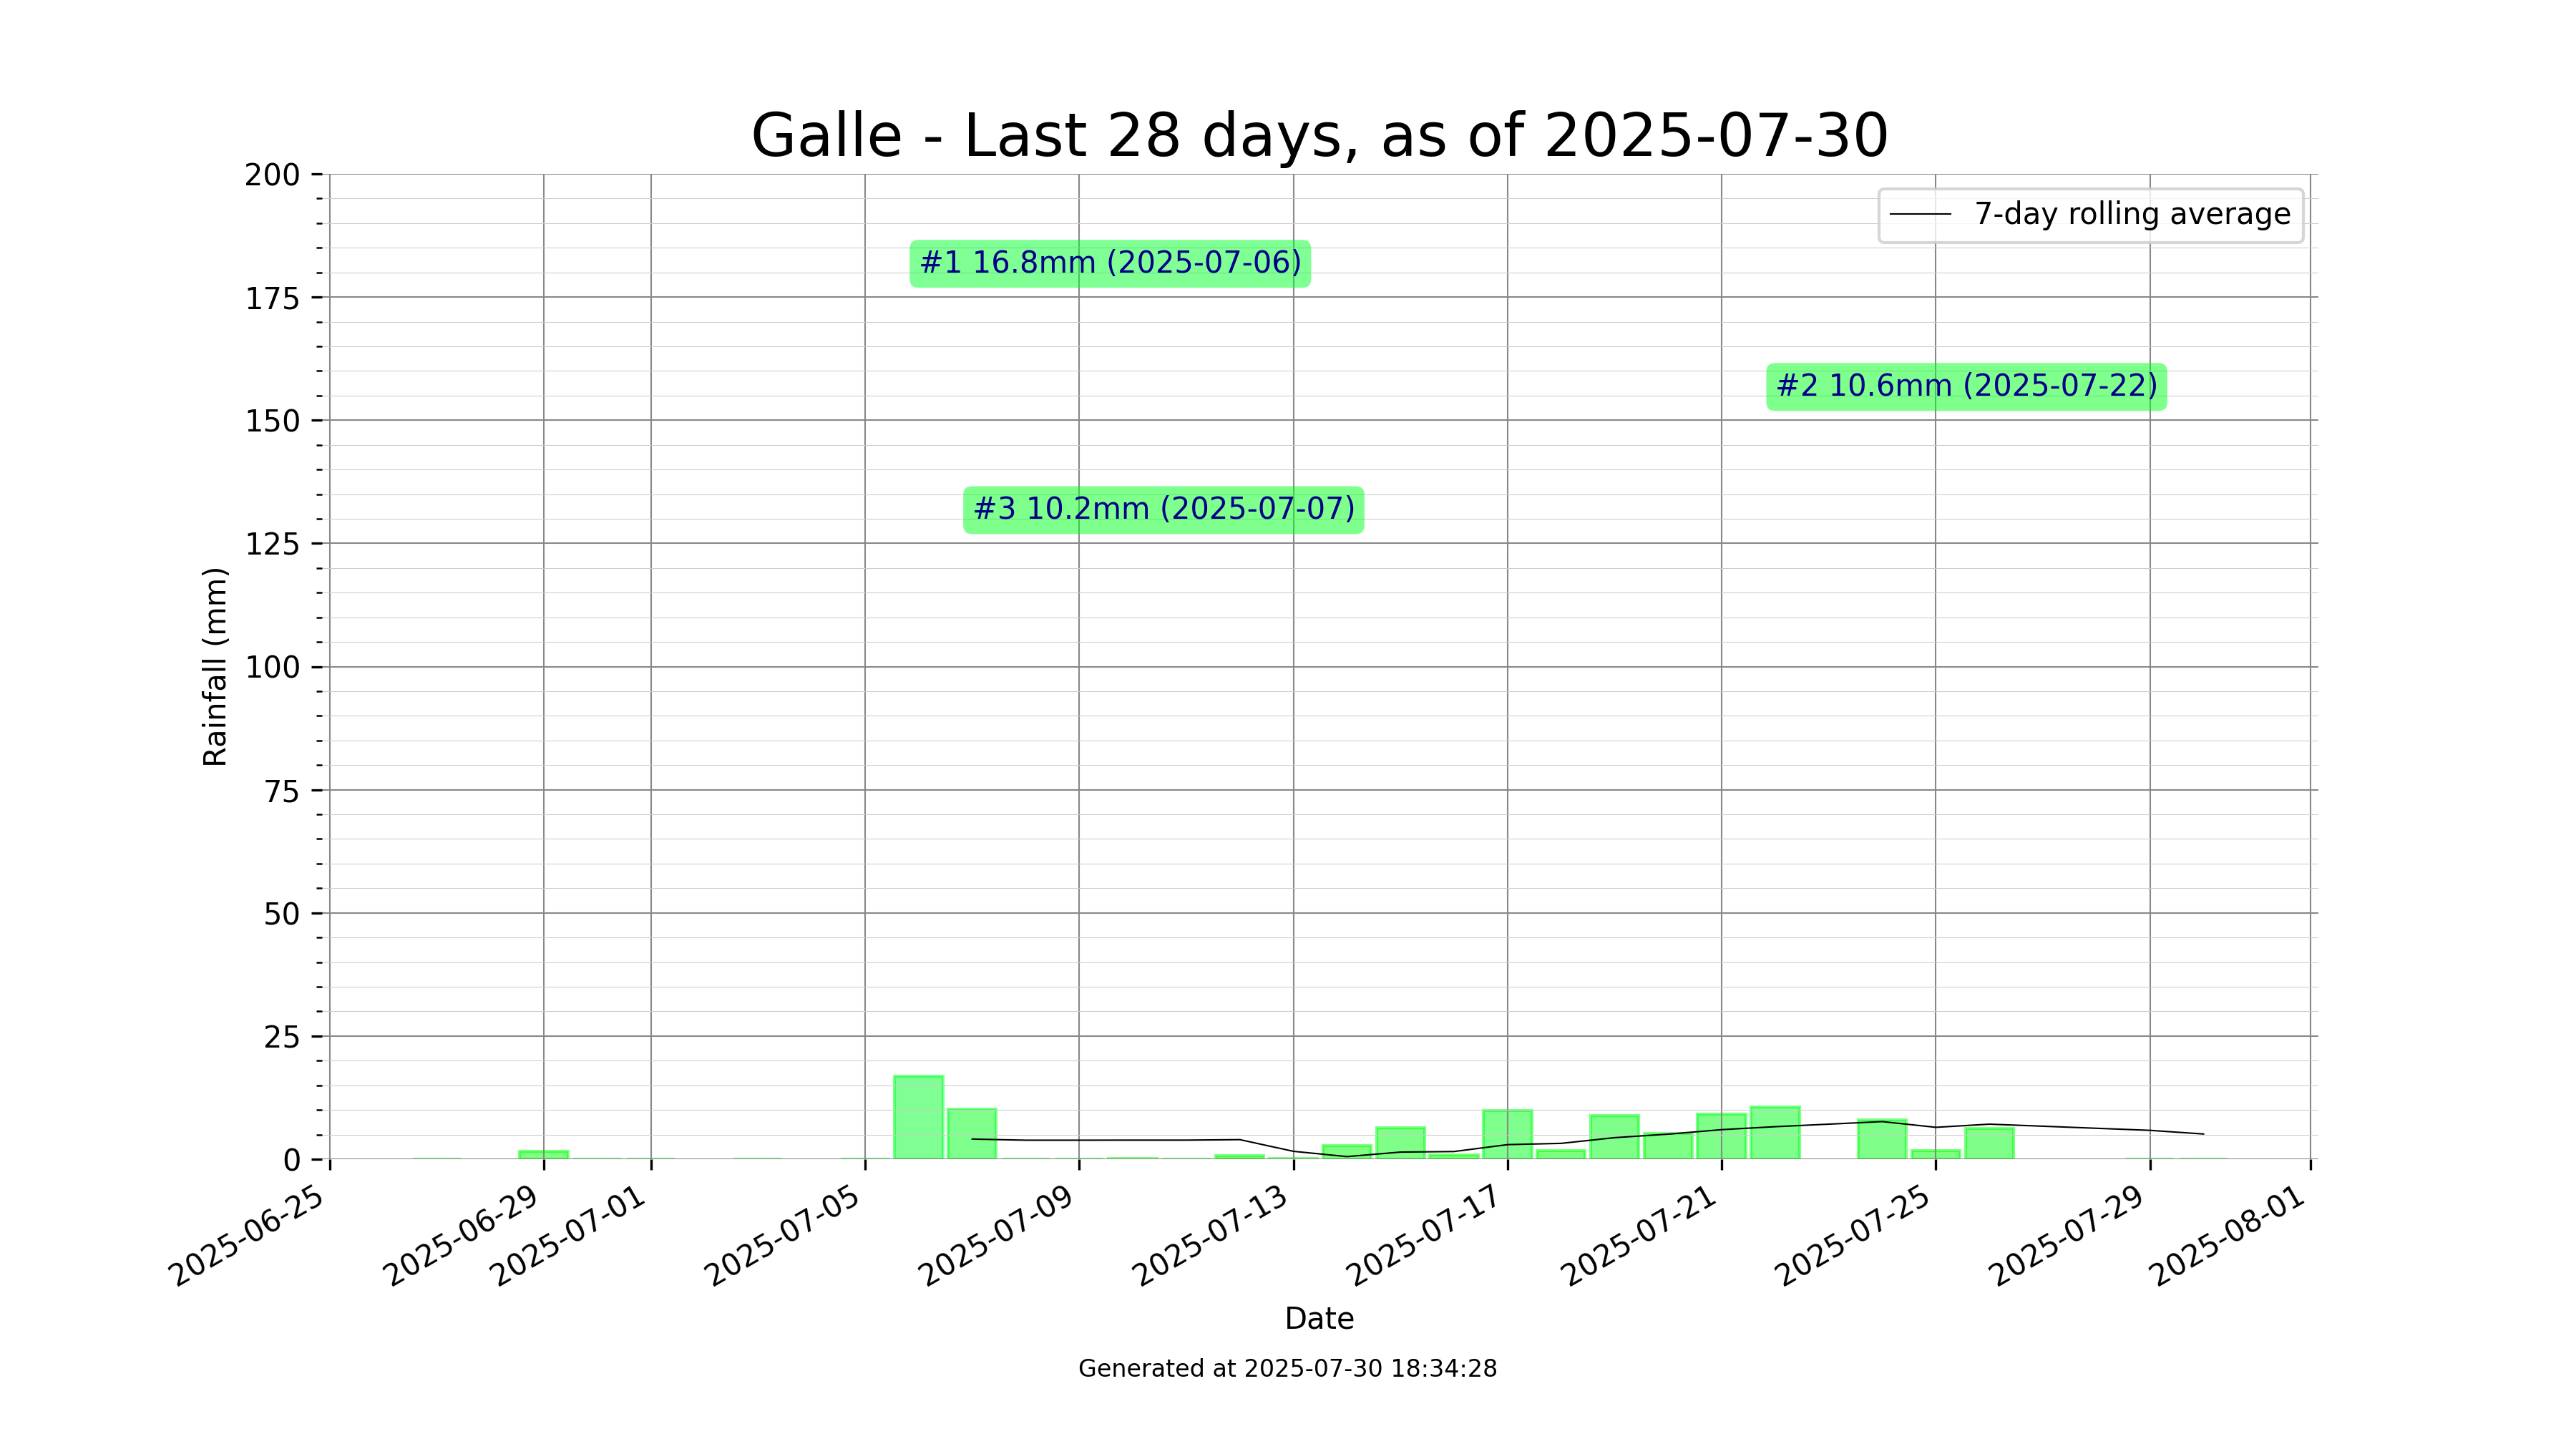 Galle - Last 28 days, as of 2025-07-30
7-day rolling average
#1 16.8mm (2025-07-06)
#2 10.6mm (2025-07-22)
#3 10.2mm (2025-07-07)
Rainfall (mm)
200
175
150
125
100
75
50
25
0
2025-06-25
2025-06-29
2025-07-01
2025-07-05
2025-07-09
2025-07-13
2025-07-17
2025-07-21
2025-07-25
2025-07-29
2025-08-01
Date
Generated at 2025-07-30 18:34:28